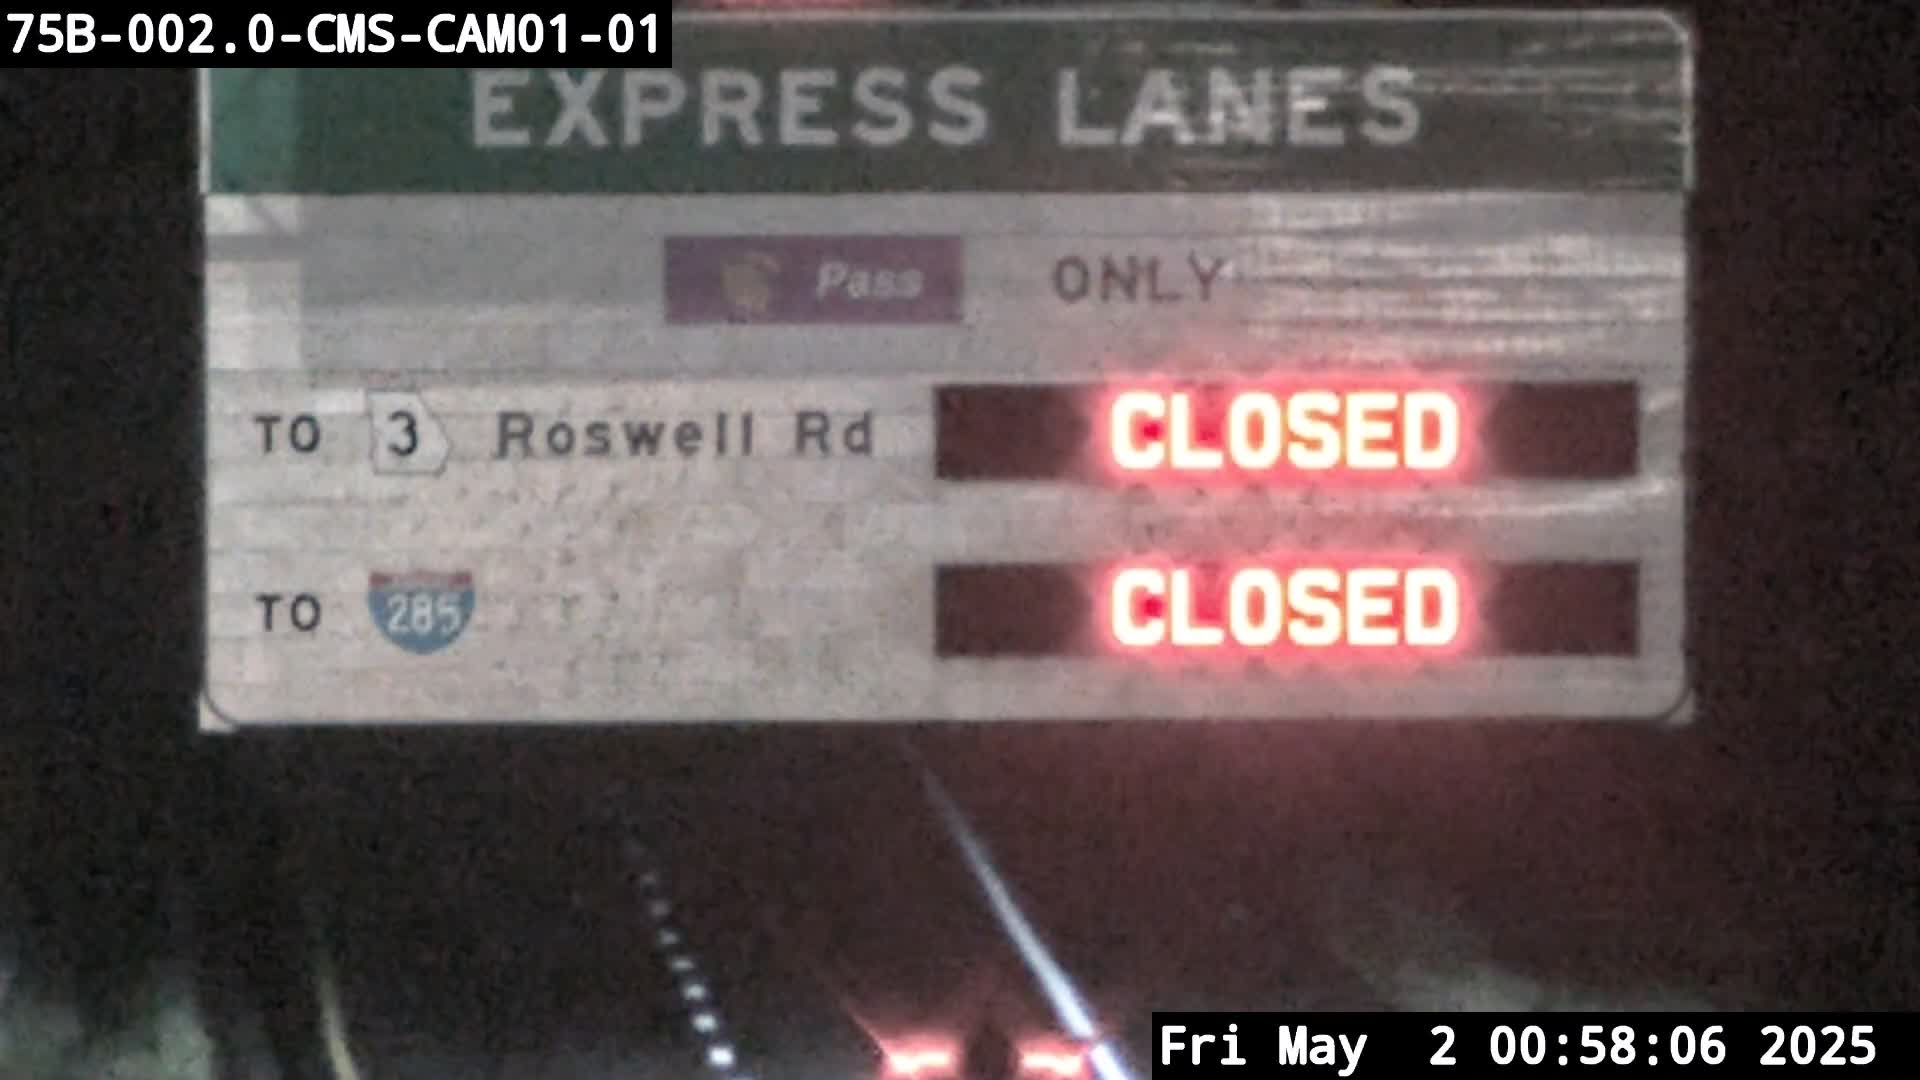 75B-002.0-CMS-CAM01-01
EXPRESS LANES
Pass ONLY
TO 3 Roswell Rd CLOSED
TO 285 CLOSED
Fri May 2 00:58:06 2025